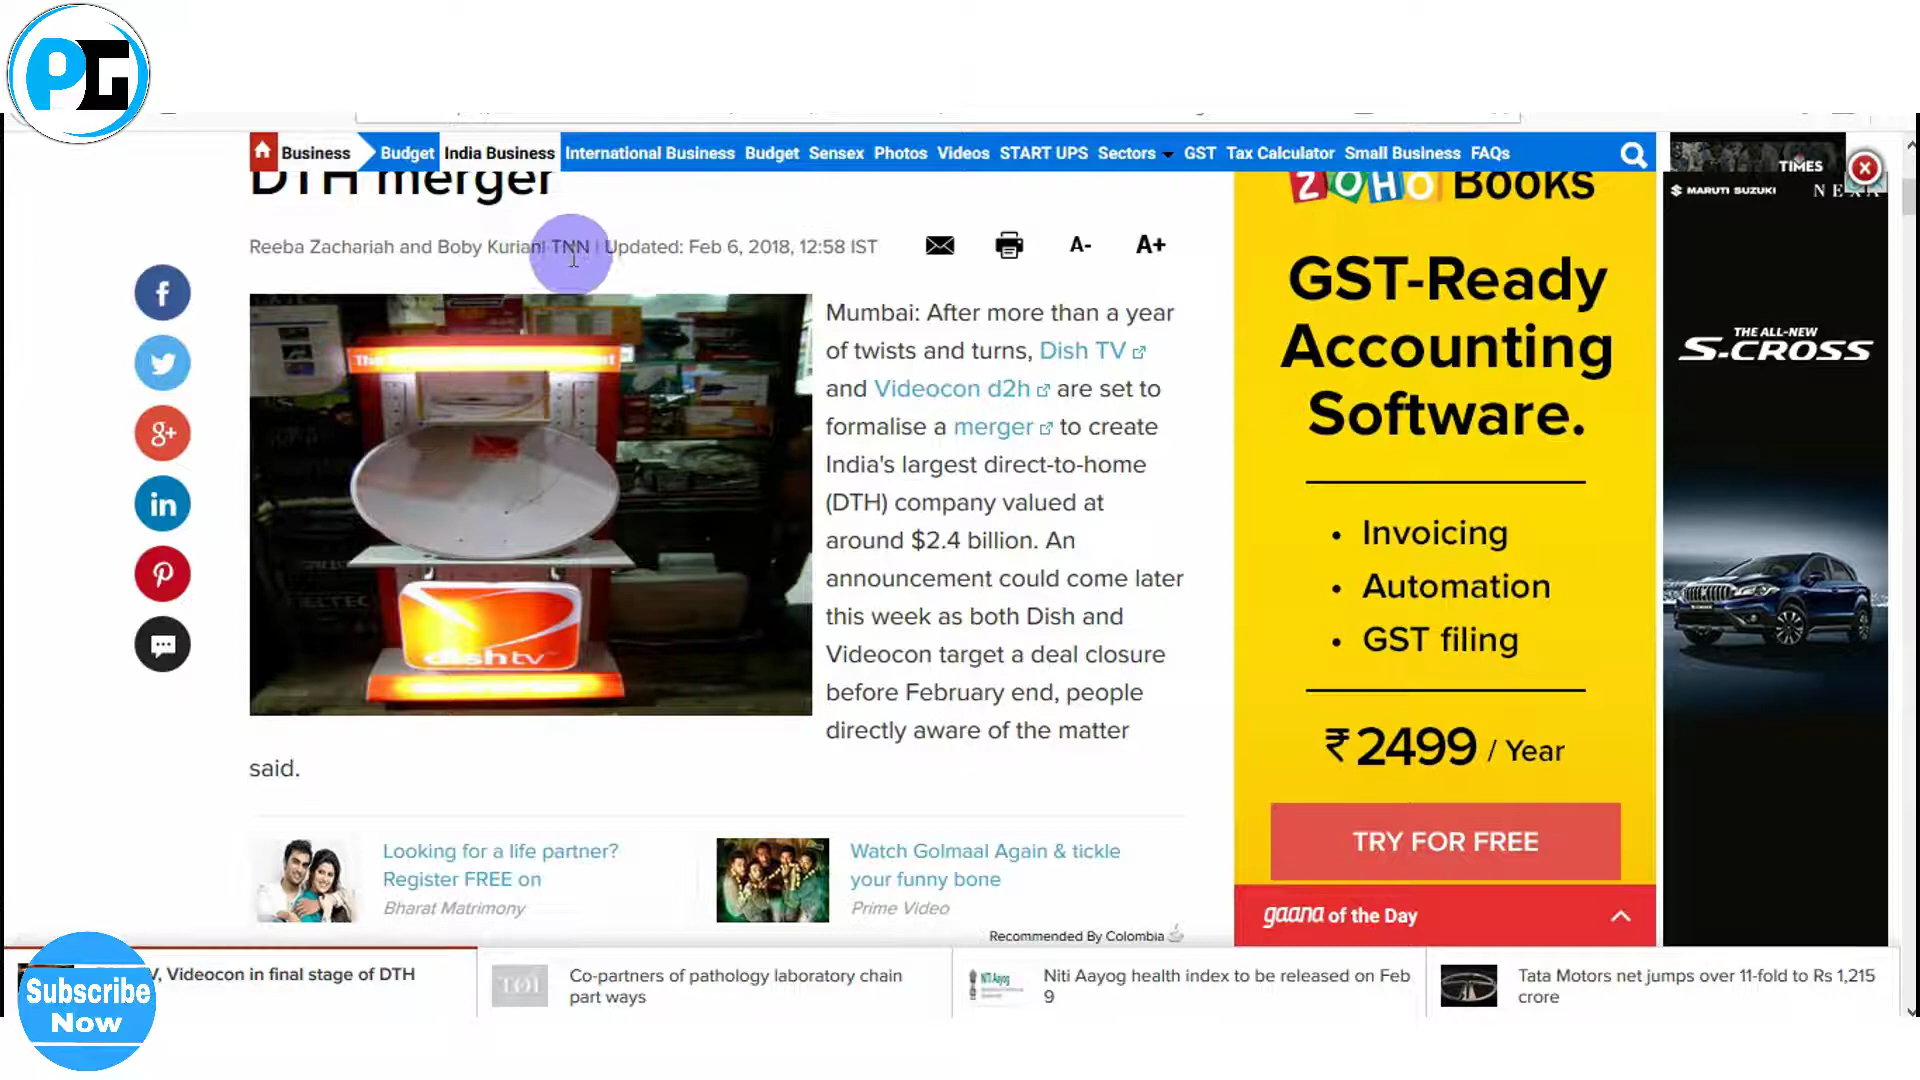 PG
Business Budget India Business International Business Budget Sensex Photos Videos START UPS Sectors GST Tax Calculator Small Business FAQs
TIMES
DTH merger
Reeba Zachariah and Boby Kurian| TNN | Updated: Feb 6, 2018, 12:58 IST
A- A+
f
g+
in
The
dishtv
Mumbai: After more than a year
of twists and turns, Dish TV
and Videocon d2h are set to
formalise a merger to create
India's largest direct-to-home
(DTH) company valued at
around $2.4 billion. An
announcement could come later
this week as both Dish and
Videocon target a deal closure
before February end, people
directly aware of the matter
said.
ZOHO Books
GST-Ready
Accounting
Software.
• Invoicing
• Automation
• GST filing
₹2499 / Year
TRY FOR FREE
gaana of the Day
MARUTI SUZUKI NEXA
THE ALL-NEW
S-CROSS
Looking for a life partner?
Register FREE on
Bharat Matrimony
Watch Golmaal Again & tickle
your funny bone
Prime Video
Recommended By Colombia
V, Videocon in final stage of DTH
TOI
Co-partners of pathology laboratory chain
part ways
NITI Aayog
Niti Aayog health index to be released on Feb
9
Tata Motors net jumps over 11-fold to Rs 1,215
crore
Subscribe
Now